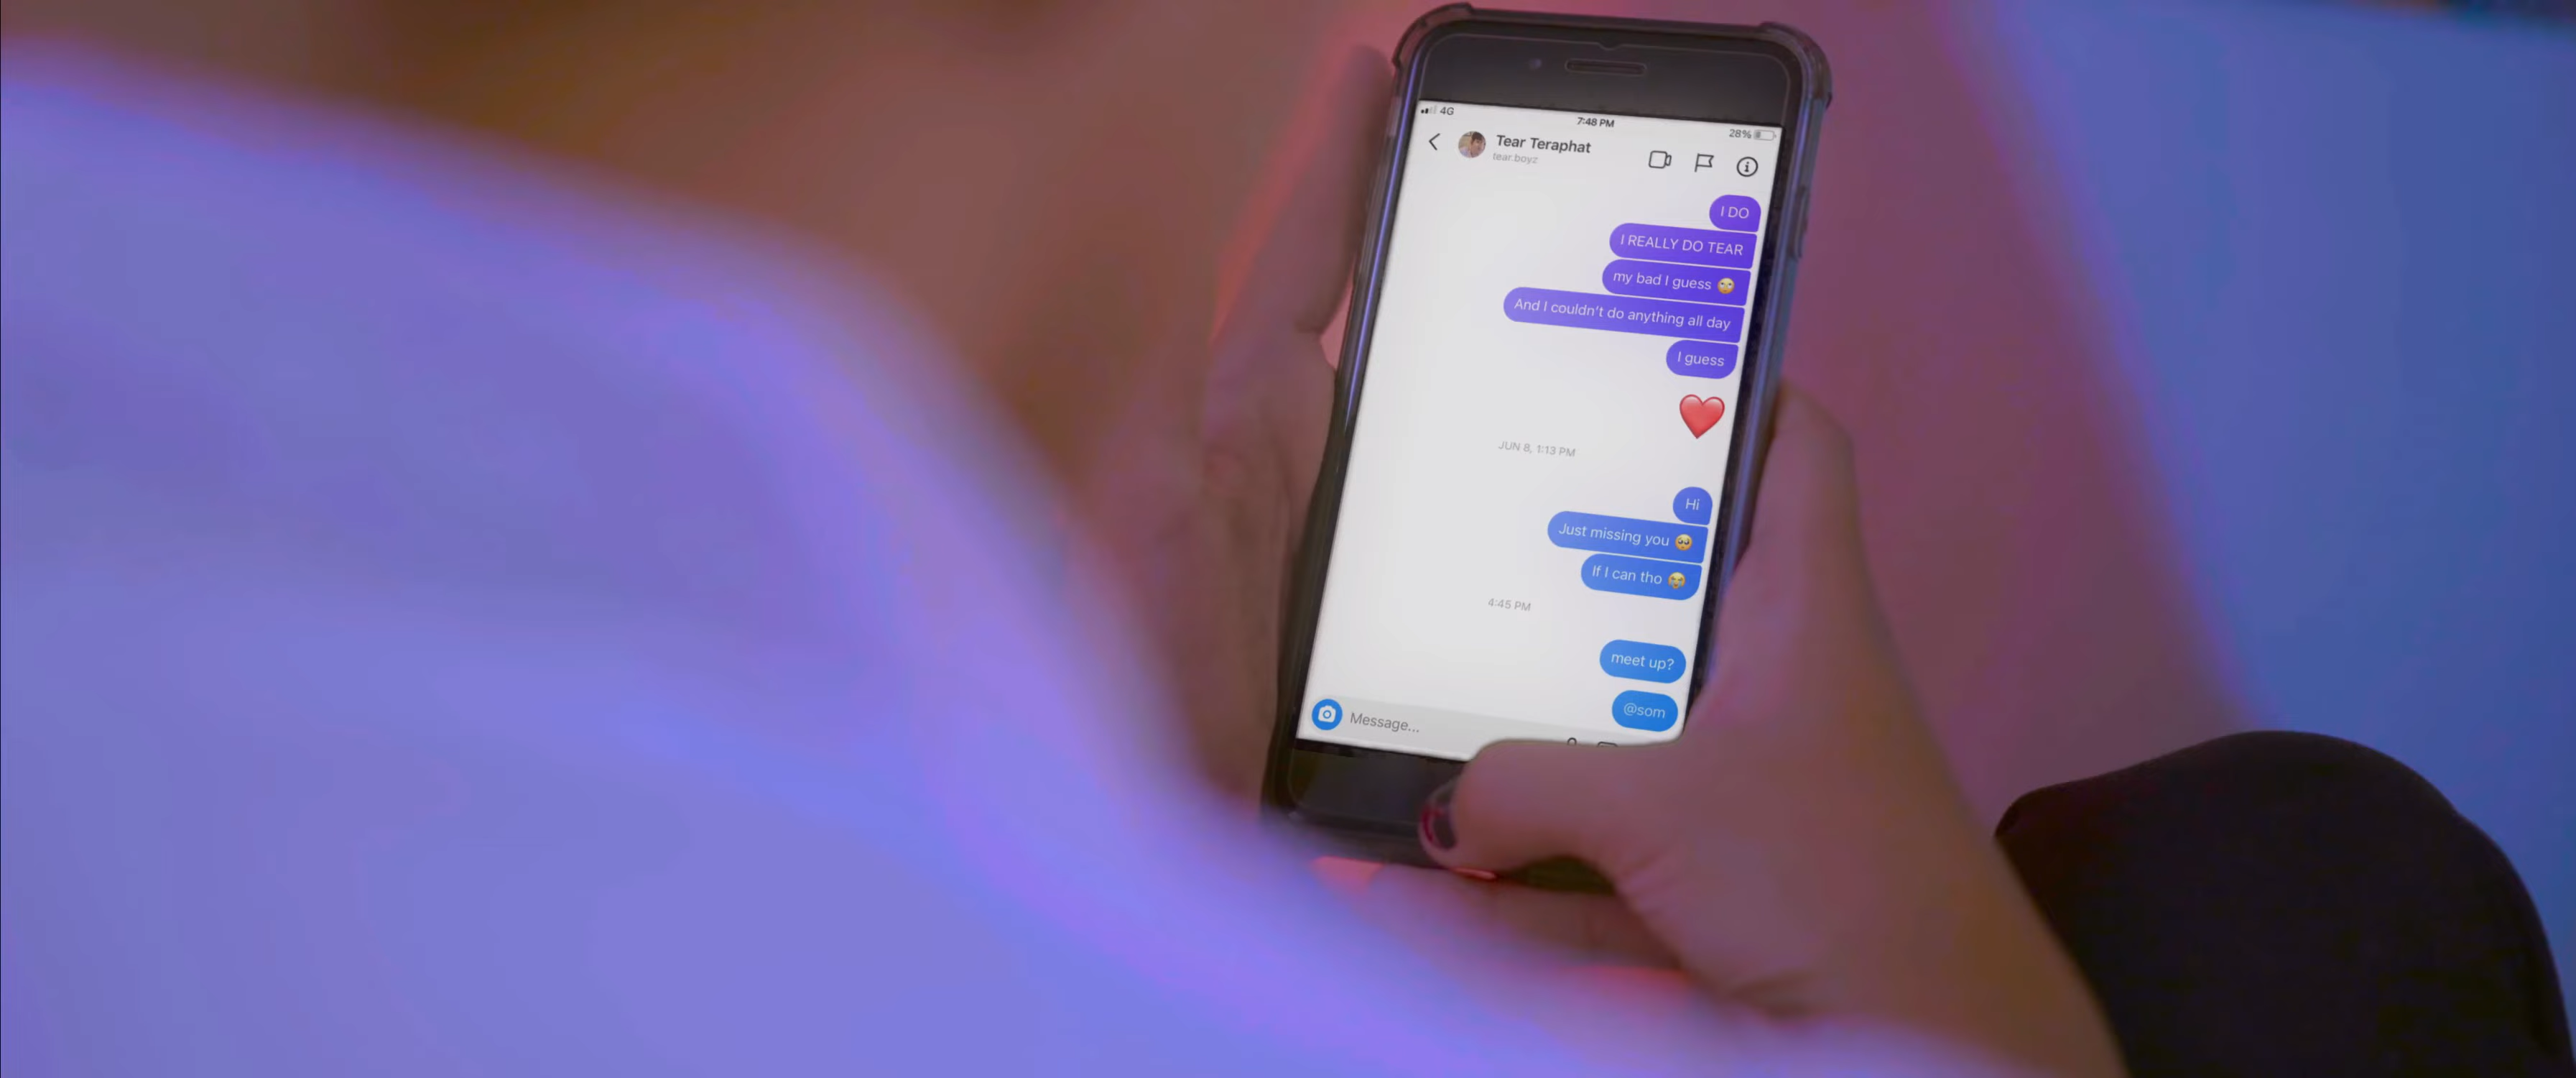 4G
7:48 PM
28%
Tear Teraphat
tear.boyz
I DO
I REALLY DO TEAR
my bad I guess 🙄
And I couldn't do anything all day
I guess
❤️
JUN 8, 1:13 PM
Hi
Just missing you 🥺
If I can tho 😭
4:45 PM
meet up?
@som
Message...